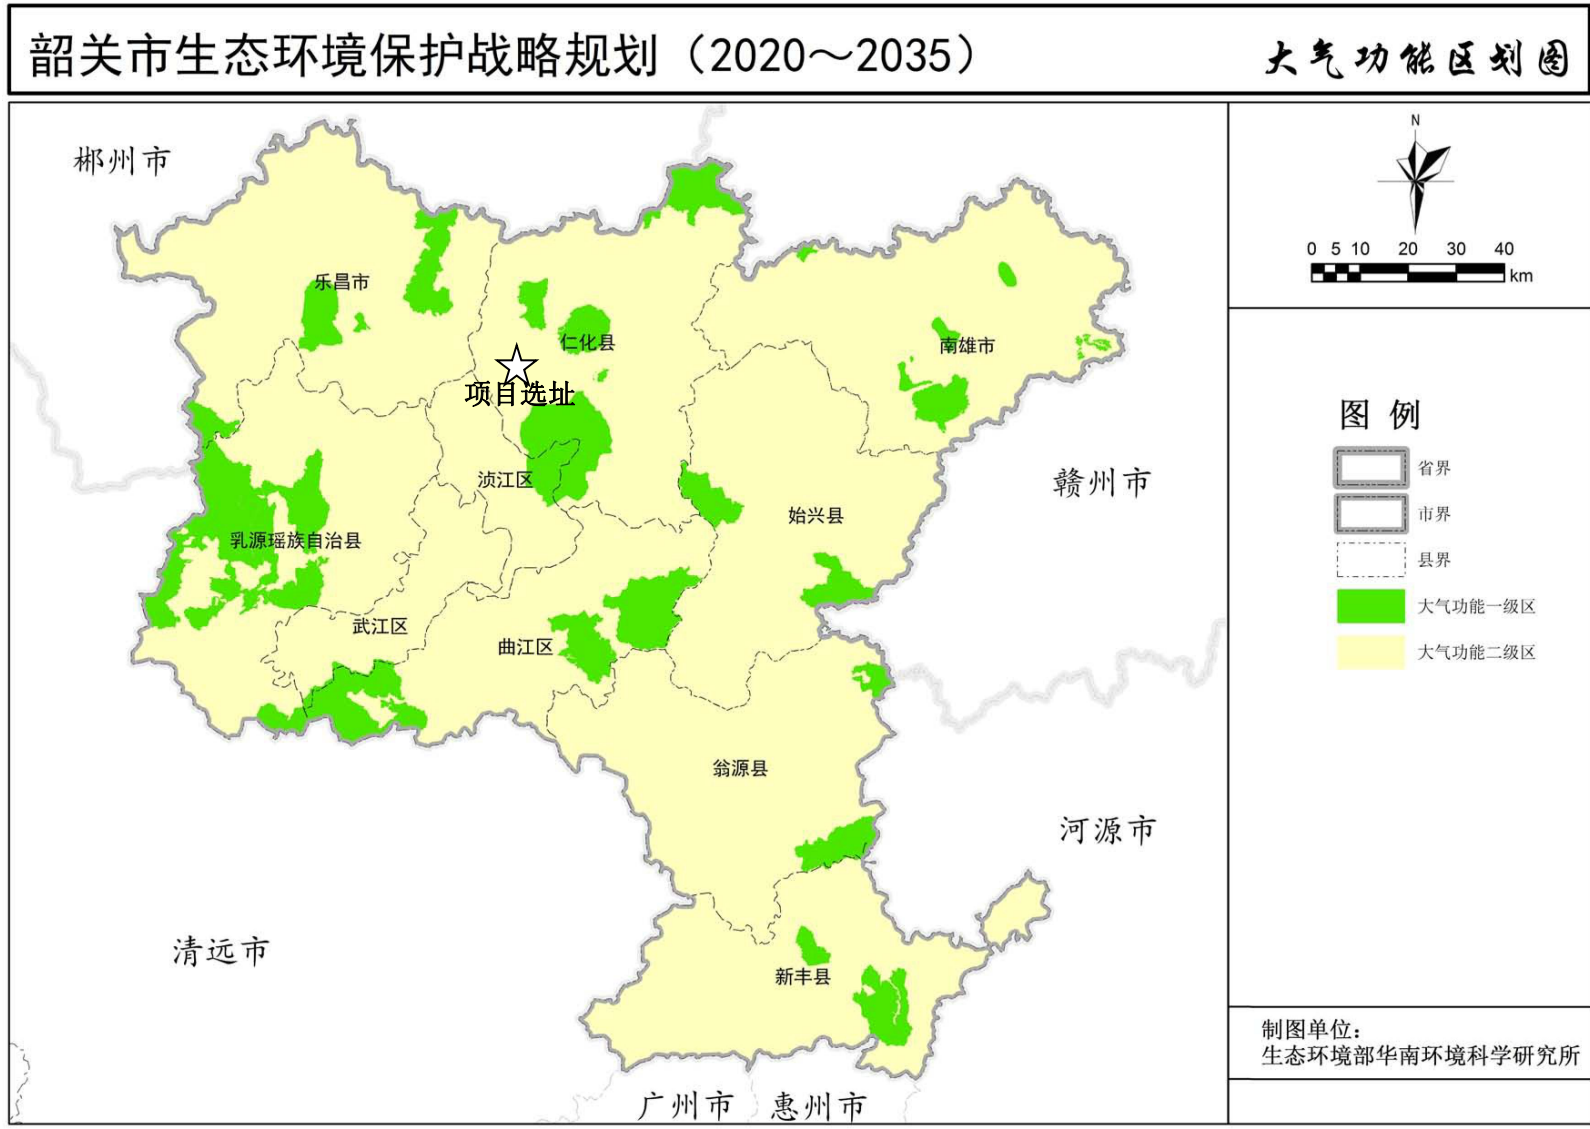 韶关市生态环境保护战略规划（2020～2035）
大气功能区划图
郴州市
N
0 5 10 20 30 40
km
乐昌市
仁化县
南雄市
项目选址
图 例
浈江区
赣州市
省界
始兴县
市界
乳源瑶族自治县
县界
大气功能一级区
武江区
曲江区
大气功能二级区
翁源县
河源市
清远市
新丰县
制图单位：
生态环境部华南环境科学研究所
广州市
惠州市